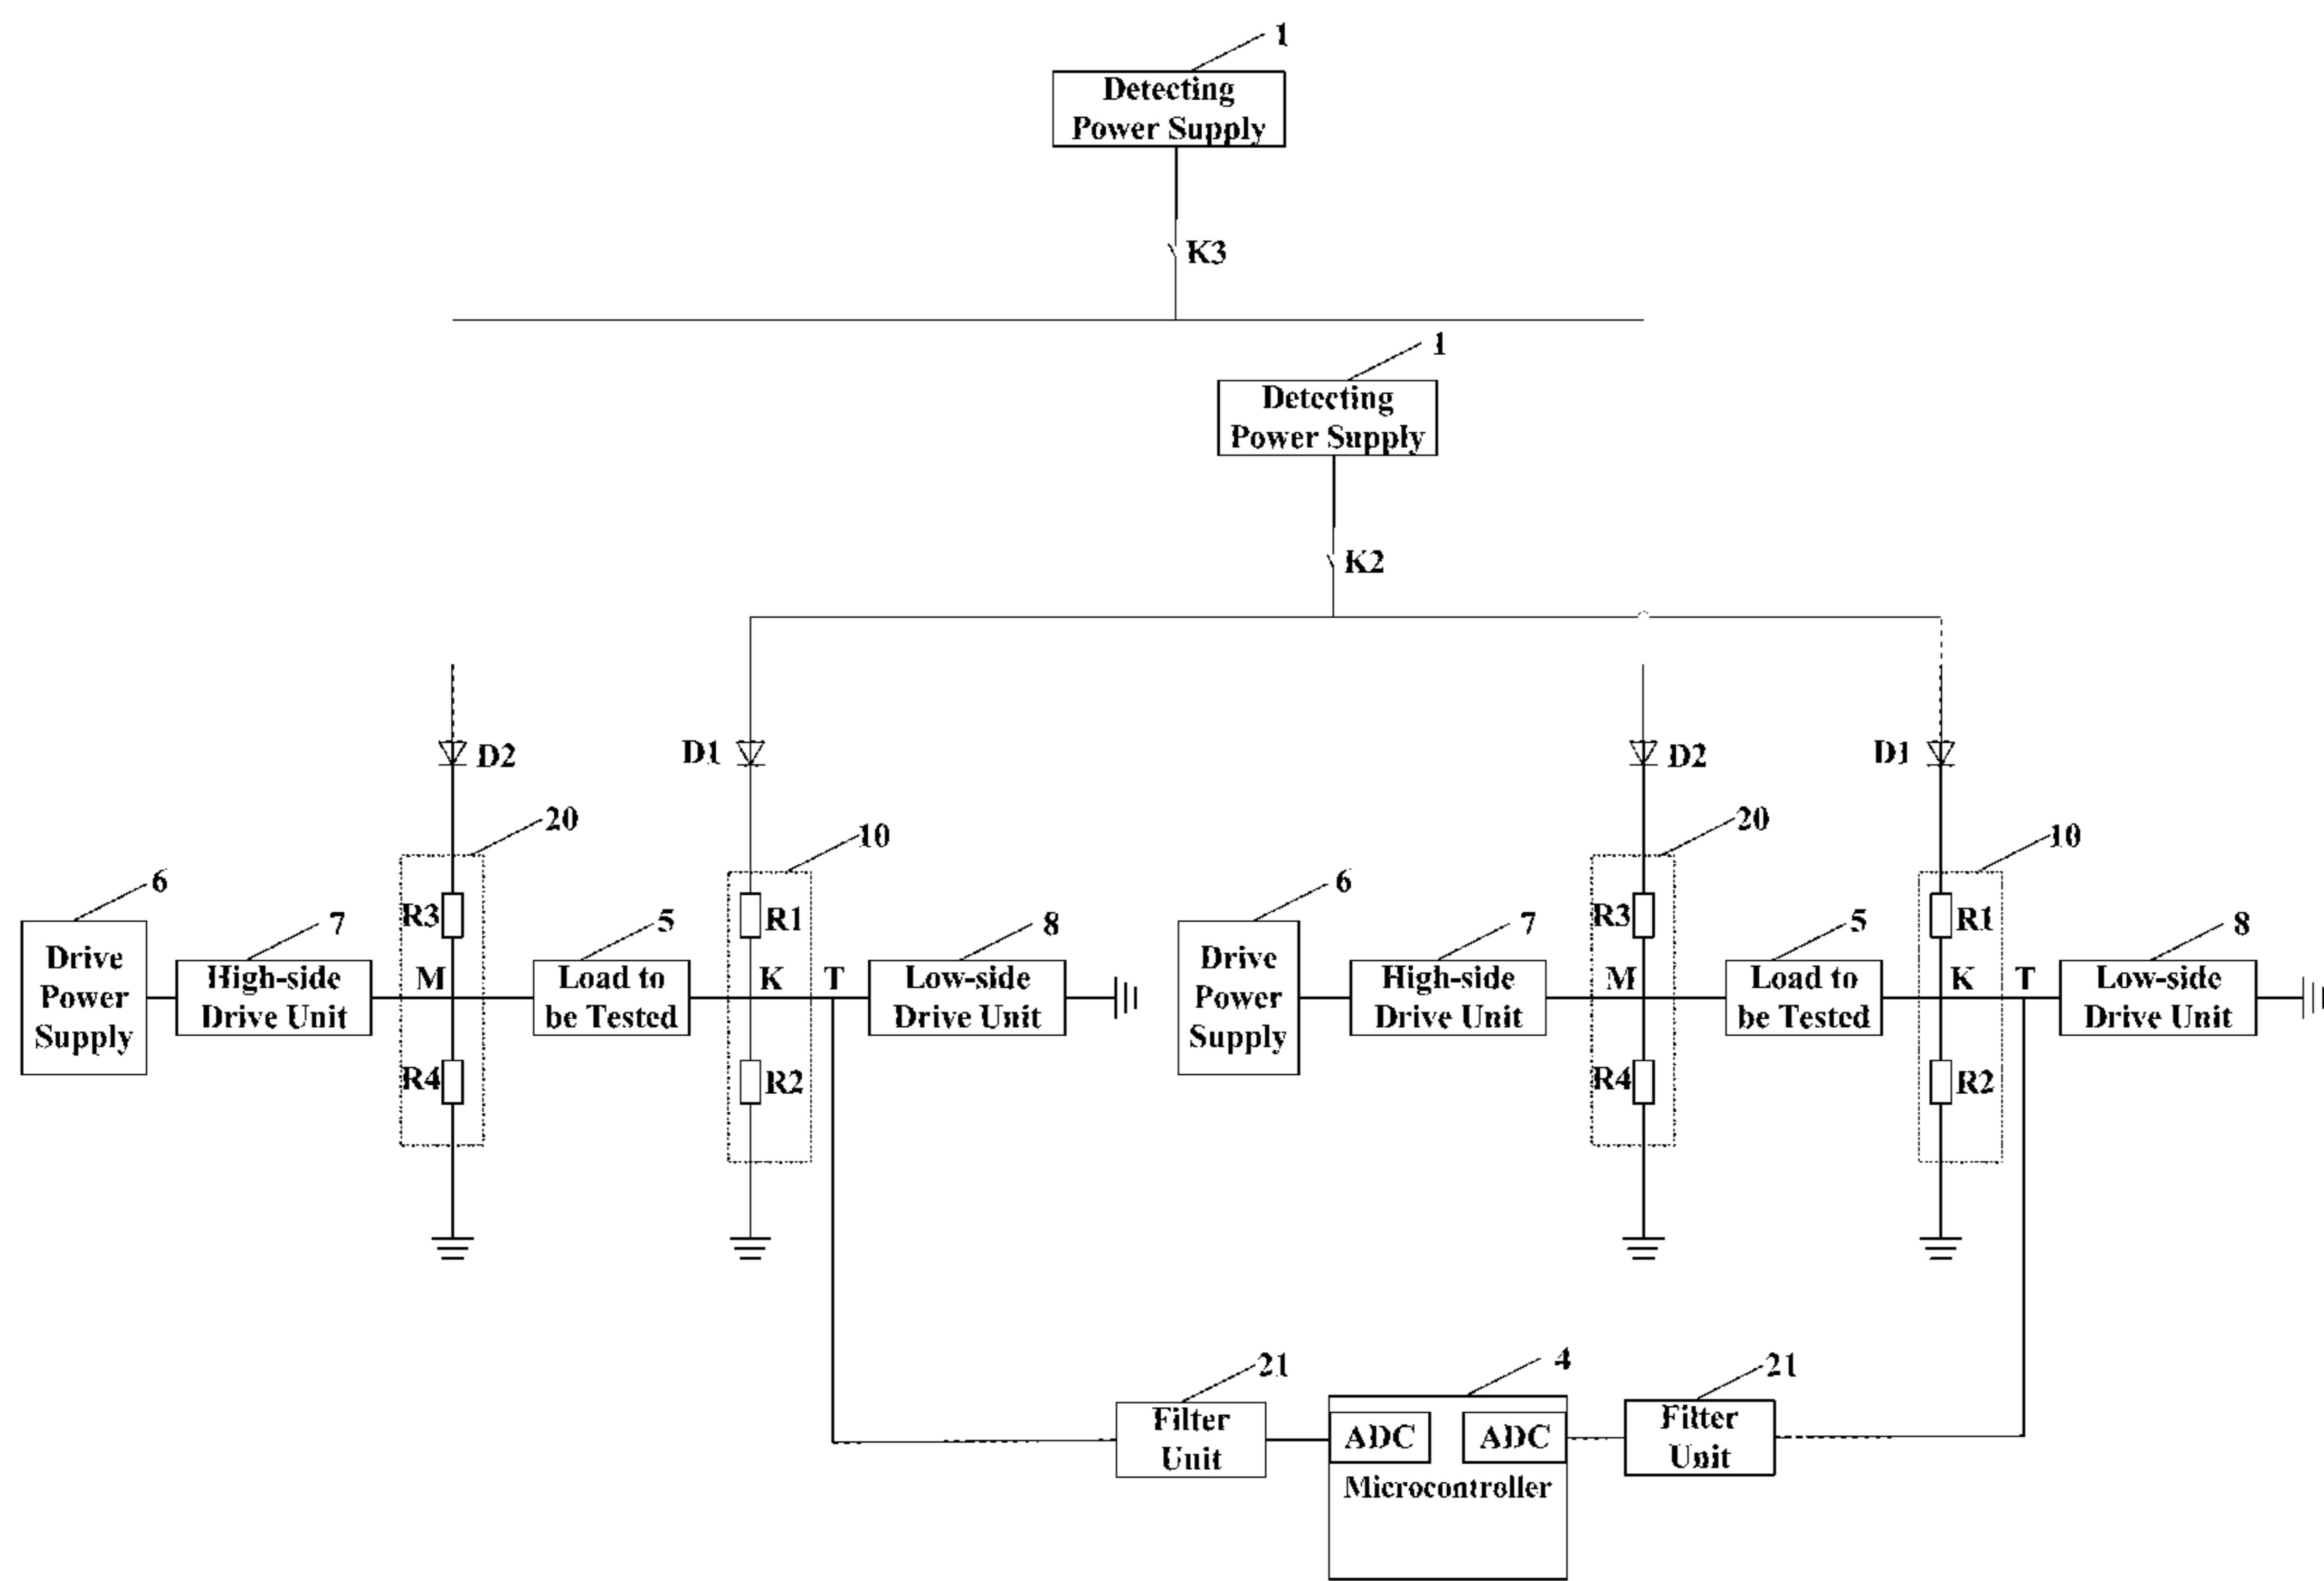 1
Detecting
Power Supply
K3
1
Detecting
Power Supply
K2
D2
D1
D2
D1
20
10
20
10
6
7
R3
5
R1
8
6
7
R3
5
R1
8
Drive
Power
Supply
High-side
Drive Unit
M
Load to
be Tested
K
T
Low-side
Drive Unit
Drive
Power
Supply
High-side
Drive Unit
M
Load to
be Tested
K
T
Low-side
Drive Unit
R4
R2
R4
R2
21
4
21
Filter
Unit
ADC
ADC
Microcontroller
Filter
Unit